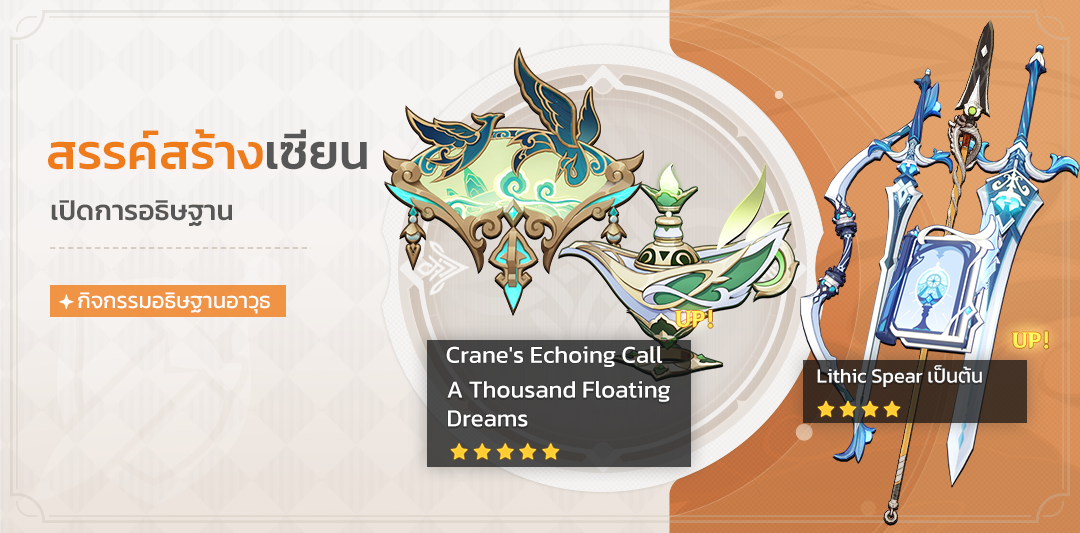 สรรค์สร้างเซียน
เปิดการอธิษฐาน
กิจกรรมอธิษฐานอาวุธ
UP!
Crane's Echoing Call
A Thousand Floating
Dreams
UP!
Lithic Spear เป็นต้น